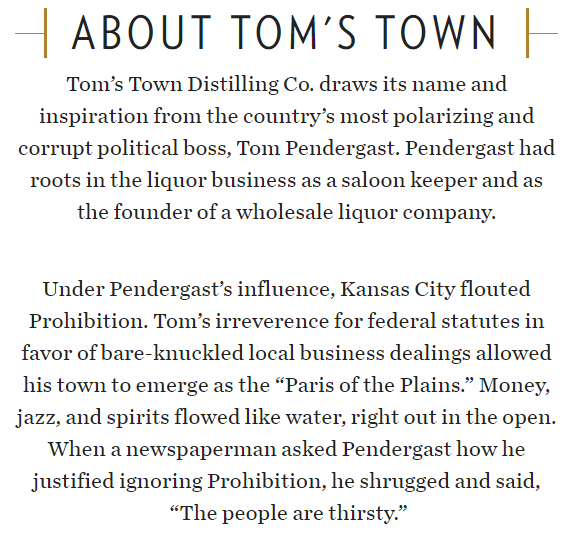 ABOUT TOM’S TOWN
Tom’s Town Distilling Co. draws its name and
inspiration from the country’s most polarizing and
corrupt political boss, Tom Pendergast. Pendergast had
roots in the liquor business as a saloon keeper and as
the founder of a wholesale liquor company.
Under Pendergast’s influence, Kansas City flouted
Prohibition. Tom’s irreverence for federal statutes in
favor of bare-knuckled local business dealings allowed
his town to emerge as the “Paris of the Plains.” Money,
jazz, and spirits flowed like water, right out in the open.
When a newspaperman asked Pendergast how he
justified ignoring Prohibition, he shrugged and said,
“The people are thirsty.”